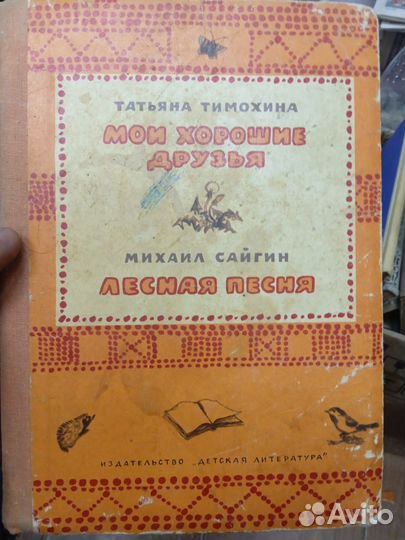 ТАТЬЯНА ТИМОХИНА
МОИ ХОРОШИЕ
ДРУЗЬЯ
МИХАИЛ САЙГИН
ЛЕСНАЯ ПЕСНЯ
ИЗДАТЕЛЬСТВО „ДЕТСКАЯ ЛИТЕРАТУРА"
Avito